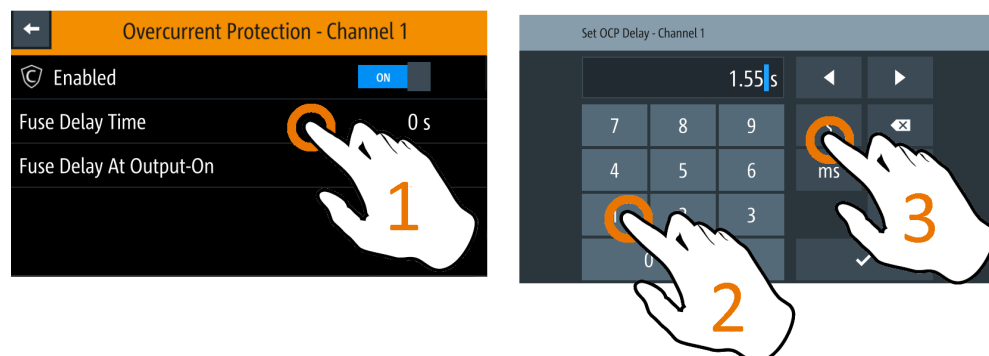 Overcurrent Protection - Channel 1
C Enabled ON
Fuse Delay Time 0 s
Fuse Delay At Output-On
1
Set OCP Delay - Channel 1
1.55 s
7 8 9
4 5 6 ms
3
0
2
3